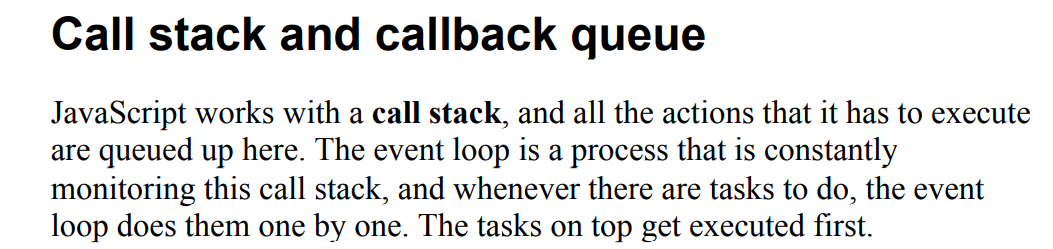 Call stack and callback queue
JavaScript works with a call stack, and all the actions that it has to execute
are queued up here. The event loop is a process that is constantly
monitoring this call stack, and whenever there are tasks to do, the event
loop does them one by one. The tasks on top get executed first.